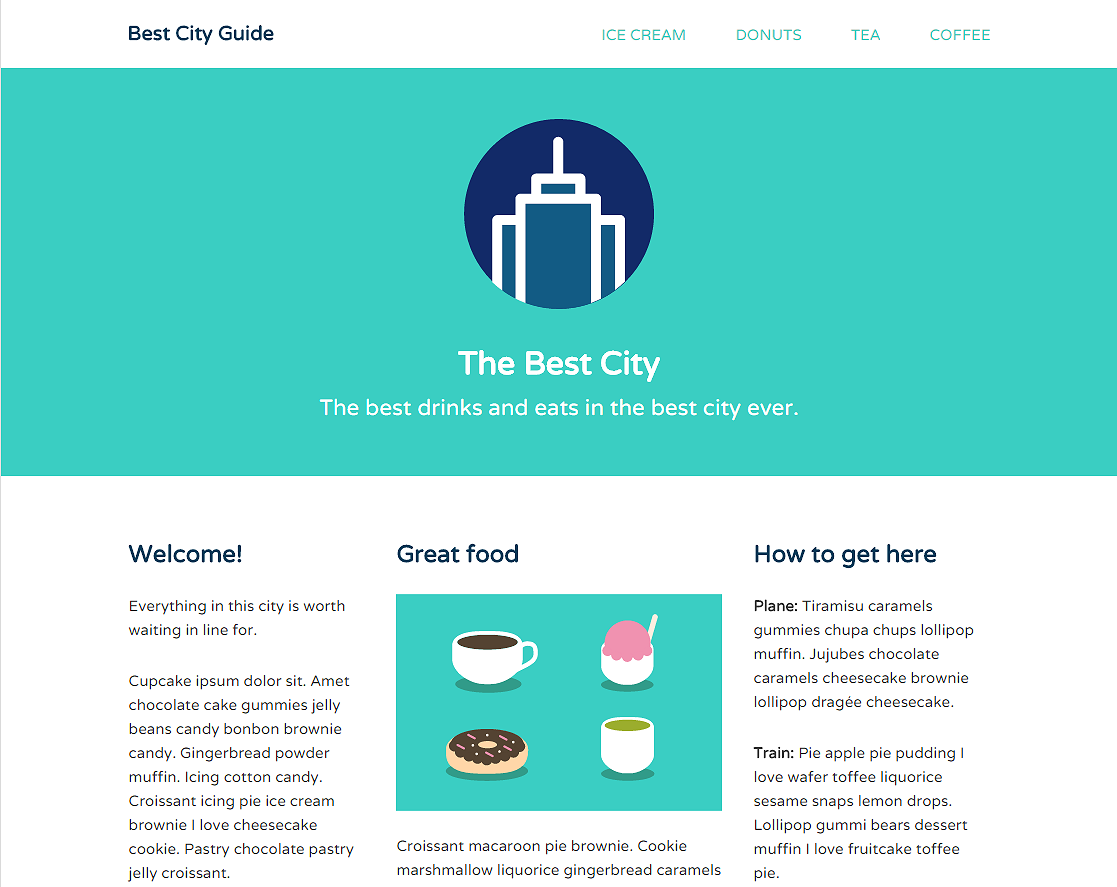 Best City Guide
ICE CREAM DONUTS TEA COFFEE
The Best City
The best drinks and eats in the best city ever.
Welcome!
Everything in this city is worth
waiting in line for.
Cupcake ipsum dolor sit. Amet
chocolate cake gummies jelly
beans candy bonbon brownie
candy. Gingerbread powder
muffin. Icing cotton candy.
Croissant icing pie ice cream
brownie I love cheesecake
cookie. Pastry chocolate pastry
jelly croissant.
Great food
Croissant macaroon pie brownie. Cookie
marshmallow liquorice gingerbread caramels
How to get here
Plane: Tiramisu caramels
gummies chupa chups lollipop
muffin. Jujubes chocolate
caramels cheesecake brownie
lollipop dragée cheesecake.
Train: Pie apple pie pudding I
love wafer toffee liquorice
sesame snaps lemon drops.
Lollipop gummi bears dessert
muffin I love fruitcake toffee
pie.